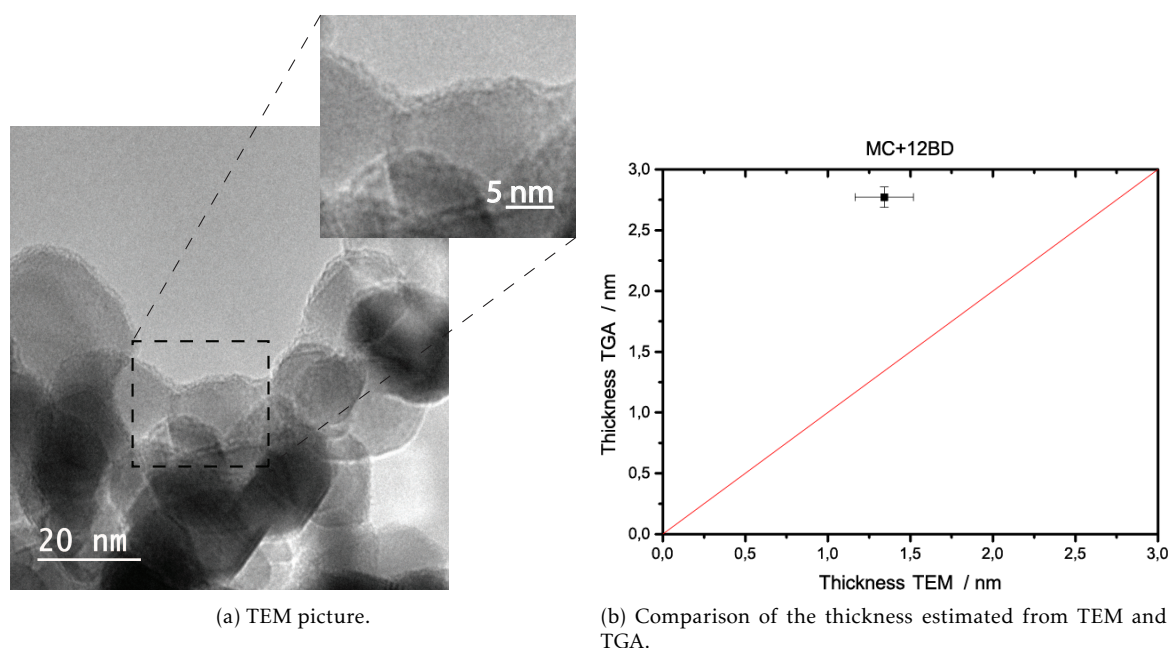 5 nm
20 nm
(a) TEM picture.
MC+12BD
Thickness TGA / nm
3,0
2,5
2,0
1,5
1,0
0,5
0,0
0,0 0,5 1,0 1,5 2,0 2,5 3,0
Thickness TEM / nm
(b) Comparison of the thickness estimated from TEM and
TGA.